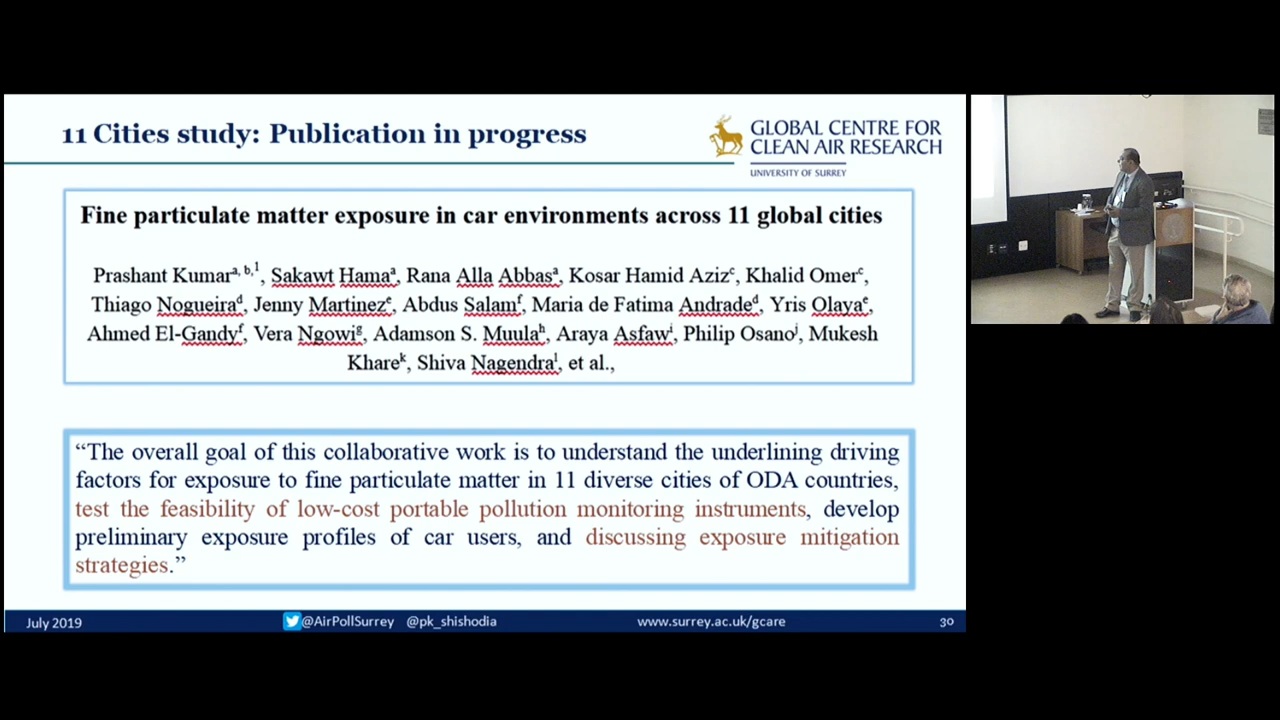 11 Cities study: Publication in progress
GLOBAL CENTRE FOR
CLEAN AIR RESEARCH
UNIVERSITY OF SURREY
Fine particulate matter exposure in car environments across 11 global cities
Prashant Kumarᵃ,ᵇ,¹, Sakawt Hamaᵃ, Rana Alla Abbasᵃ, Kosar Hamid Azizᶜ, Khalid Omerᶜ,
Thiago Nogueiraᵈ, Jenny Martinezᵉ, Abdus Salamᶠ, Maria de Fatima Andradeᵈ, Yris Olayaᵉ,
Ahmed El-Gandyᶠ, Vera Ngowiᵍ, Adamson S. Muulaʰ, Araya Asfawⁱ, Philip Osanoʲ, Mukesh
Khareᵏ, Shiva Nagendraˡ, et al.,
“The overall goal of this collaborative work is to understand the underlining driving
factors for exposure to fine particulate matter in 11 diverse cities of ODA countries,
test the feasibility of low-cost portable pollution monitoring instruments, develop
preliminary exposure profiles of car users, and discussing exposure mitigation
strategies.”
July 2019
@AirPollSurrey @pk_shishodia
www.surrey.ac.uk/gcare
30